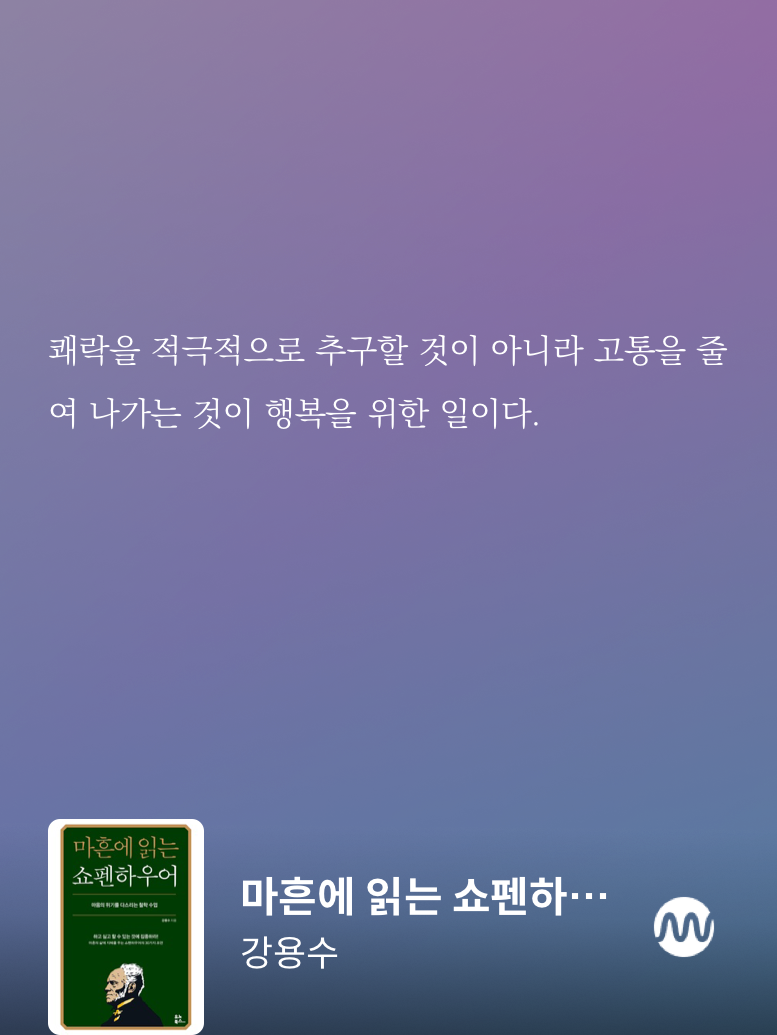 쾌락을 적극적으로 추구할 것이 아니라 고통을 줄
여 나가는 것이 행복을 위한 일이다.
마흔에 읽는
쇼펜하우어
마음의 위기를 다스리는 철학 수업
강용수 지음
마흔에 읽는 쇼펜하…
강용수